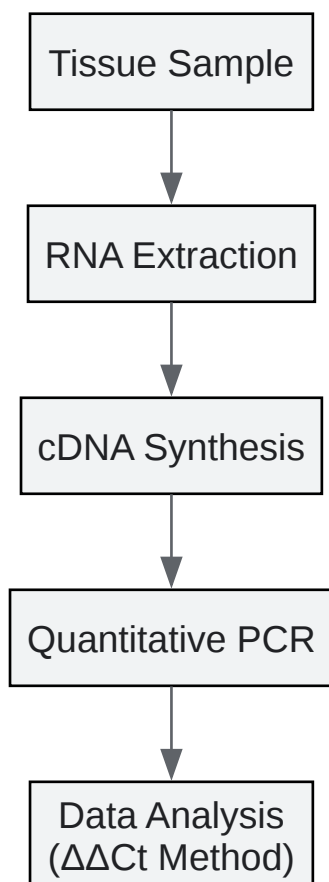 Tissue Sample
RNA Extraction
cDNA Synthesis
Quantitative PCR
Data Analysis
(ΔΔCt Method)